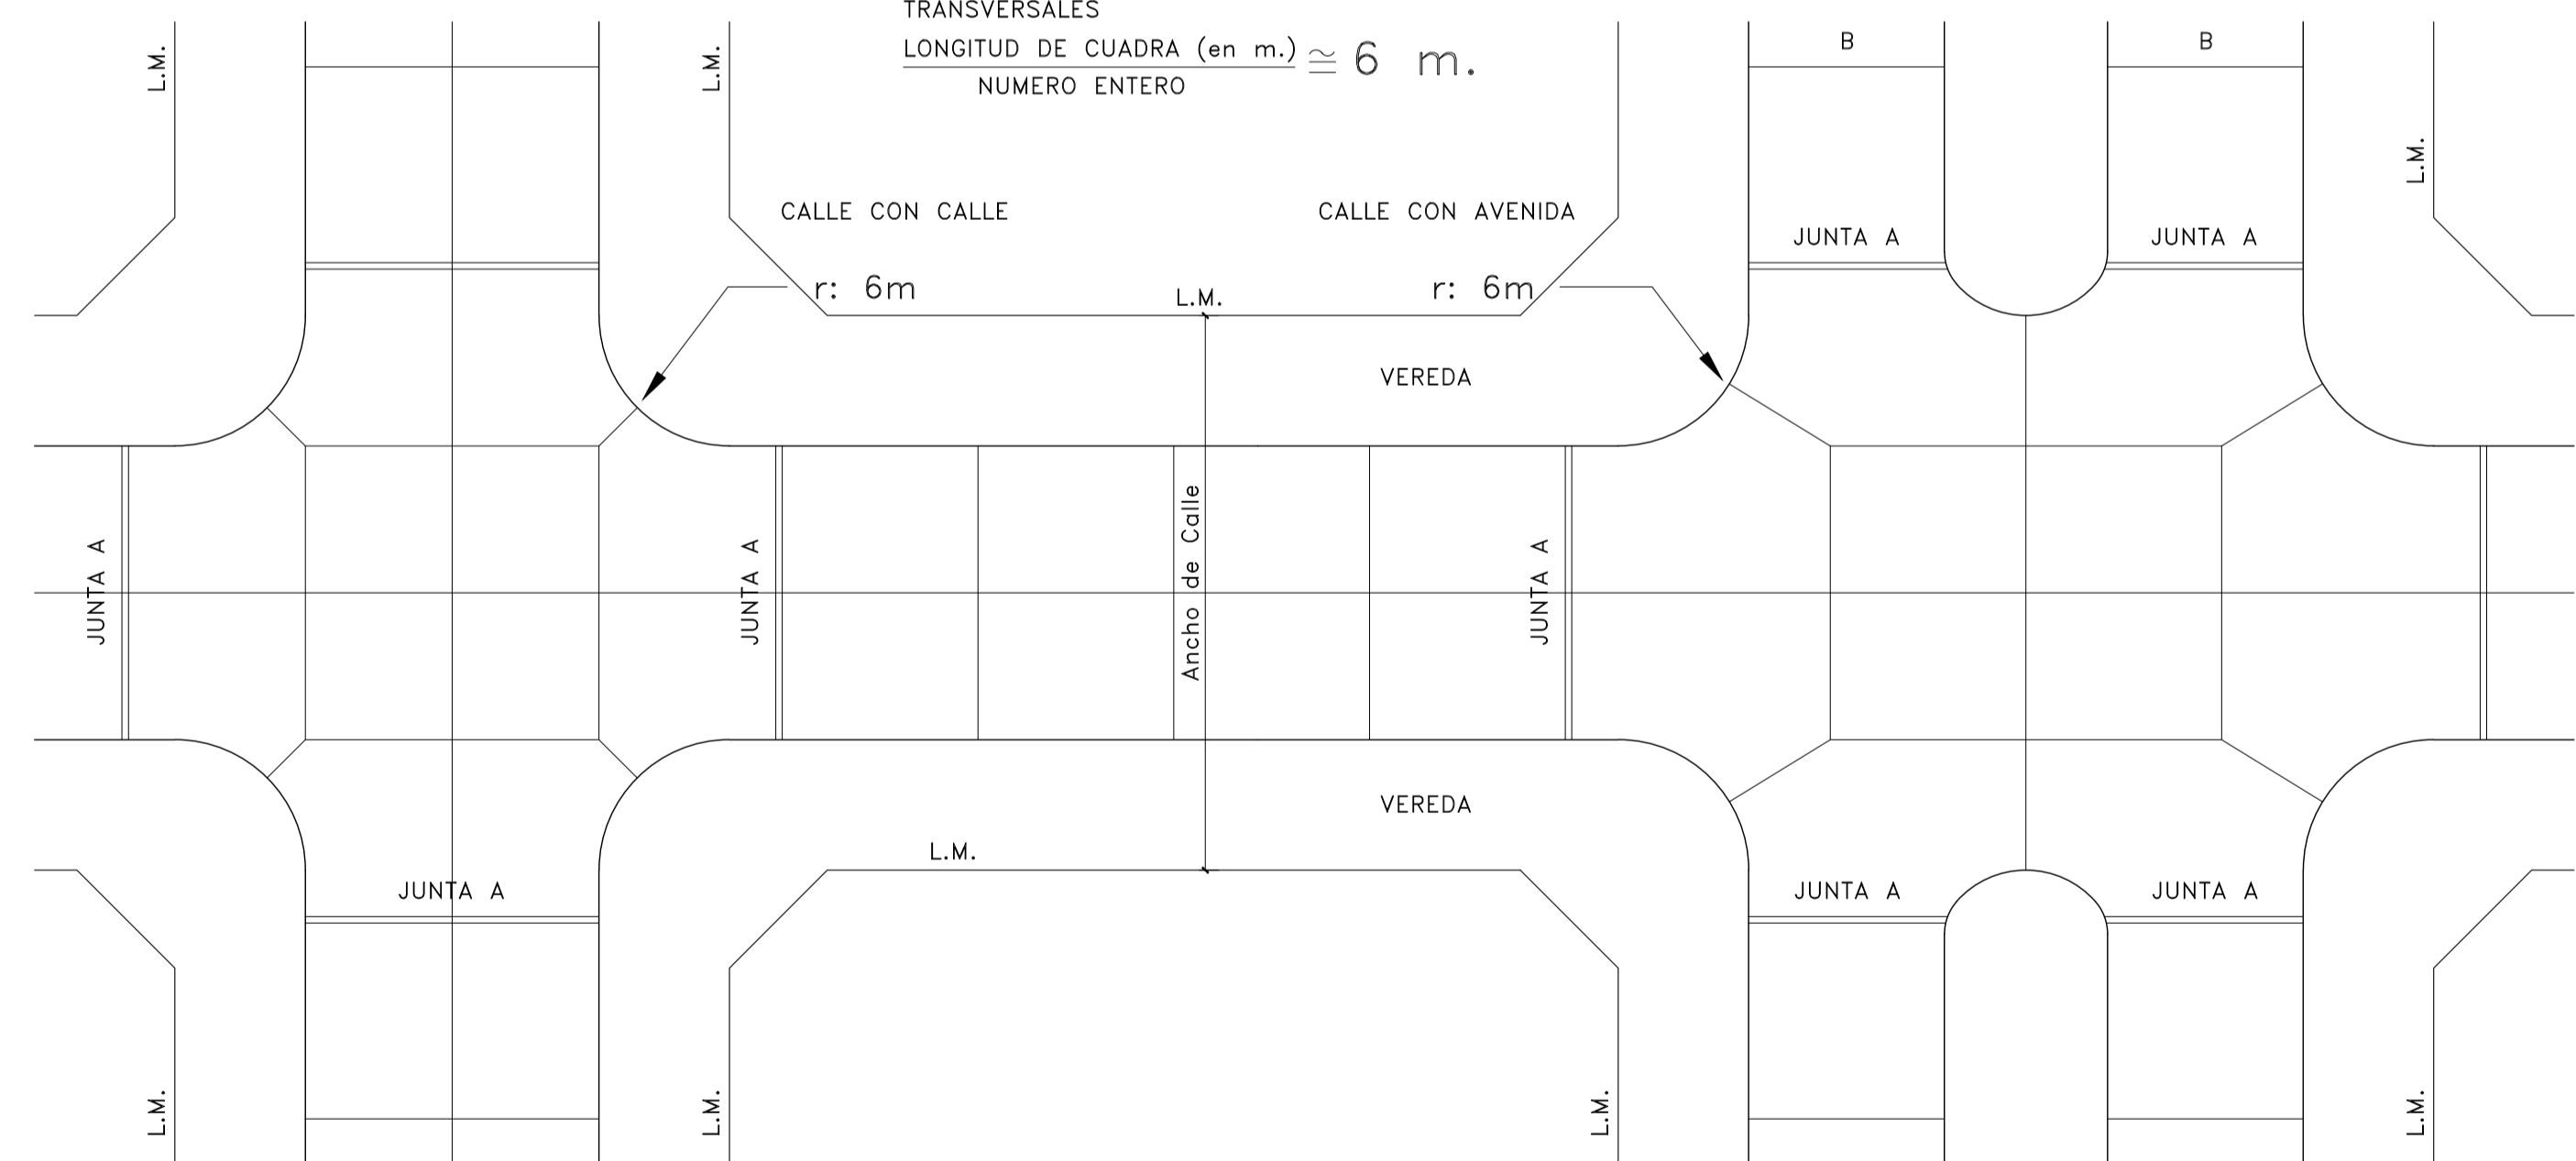 TRANSVERSALES
LONGITUD DE CUADRA (en m.) ≅ 6 m.
NUMERO ENTERO
B
B
L.M.
L.M.
L.M.
CALLE CON CALLE
CALLE CON AVENIDA
JUNTA A
JUNTA A
r: 6m
L.M.
r: 6m
VEREDA
JUNTA A
JUNTA A
Ancho de Calle
JUNTA A
VEREDA
L.M.
JUNTA A
JUNTA A
JUNTA A
L.M.
L.M.
L.M.
L.M.